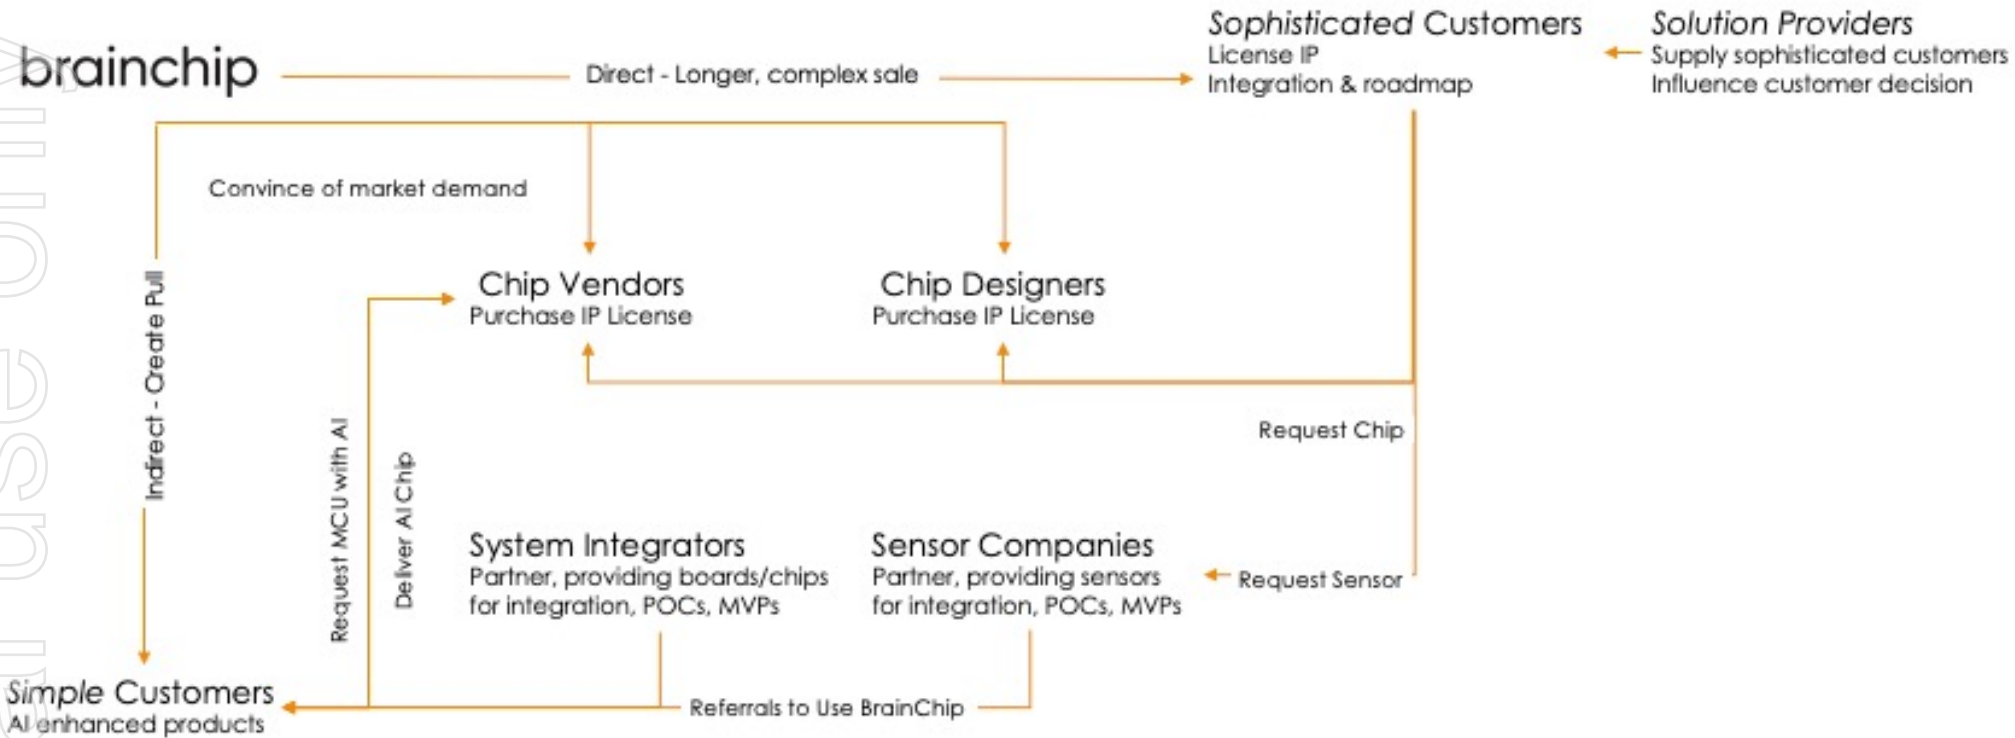 brainchip
Direct - Longer, complex sale
Sophisticated Customers
License IP
Integration & roadmap
Solution Providers
Supply sophisticated customers
Influence customer decision
Convince of market demand
Indirect - Create Pull
Chip Vendors
Purchase IP License
Chip Designers
Purchase IP License
Request MCU with AI
Deliver AI Chip
Request Chip
System Integrators
Partner, providing boards/chips
for integration, POCs, MVPs
Sensor Companies
Partner, providing sensors
for integration, POCs, MVPs
Request Sensor
Simple Customers
AI enhanced products
Referrals to Use BrainChip
use only